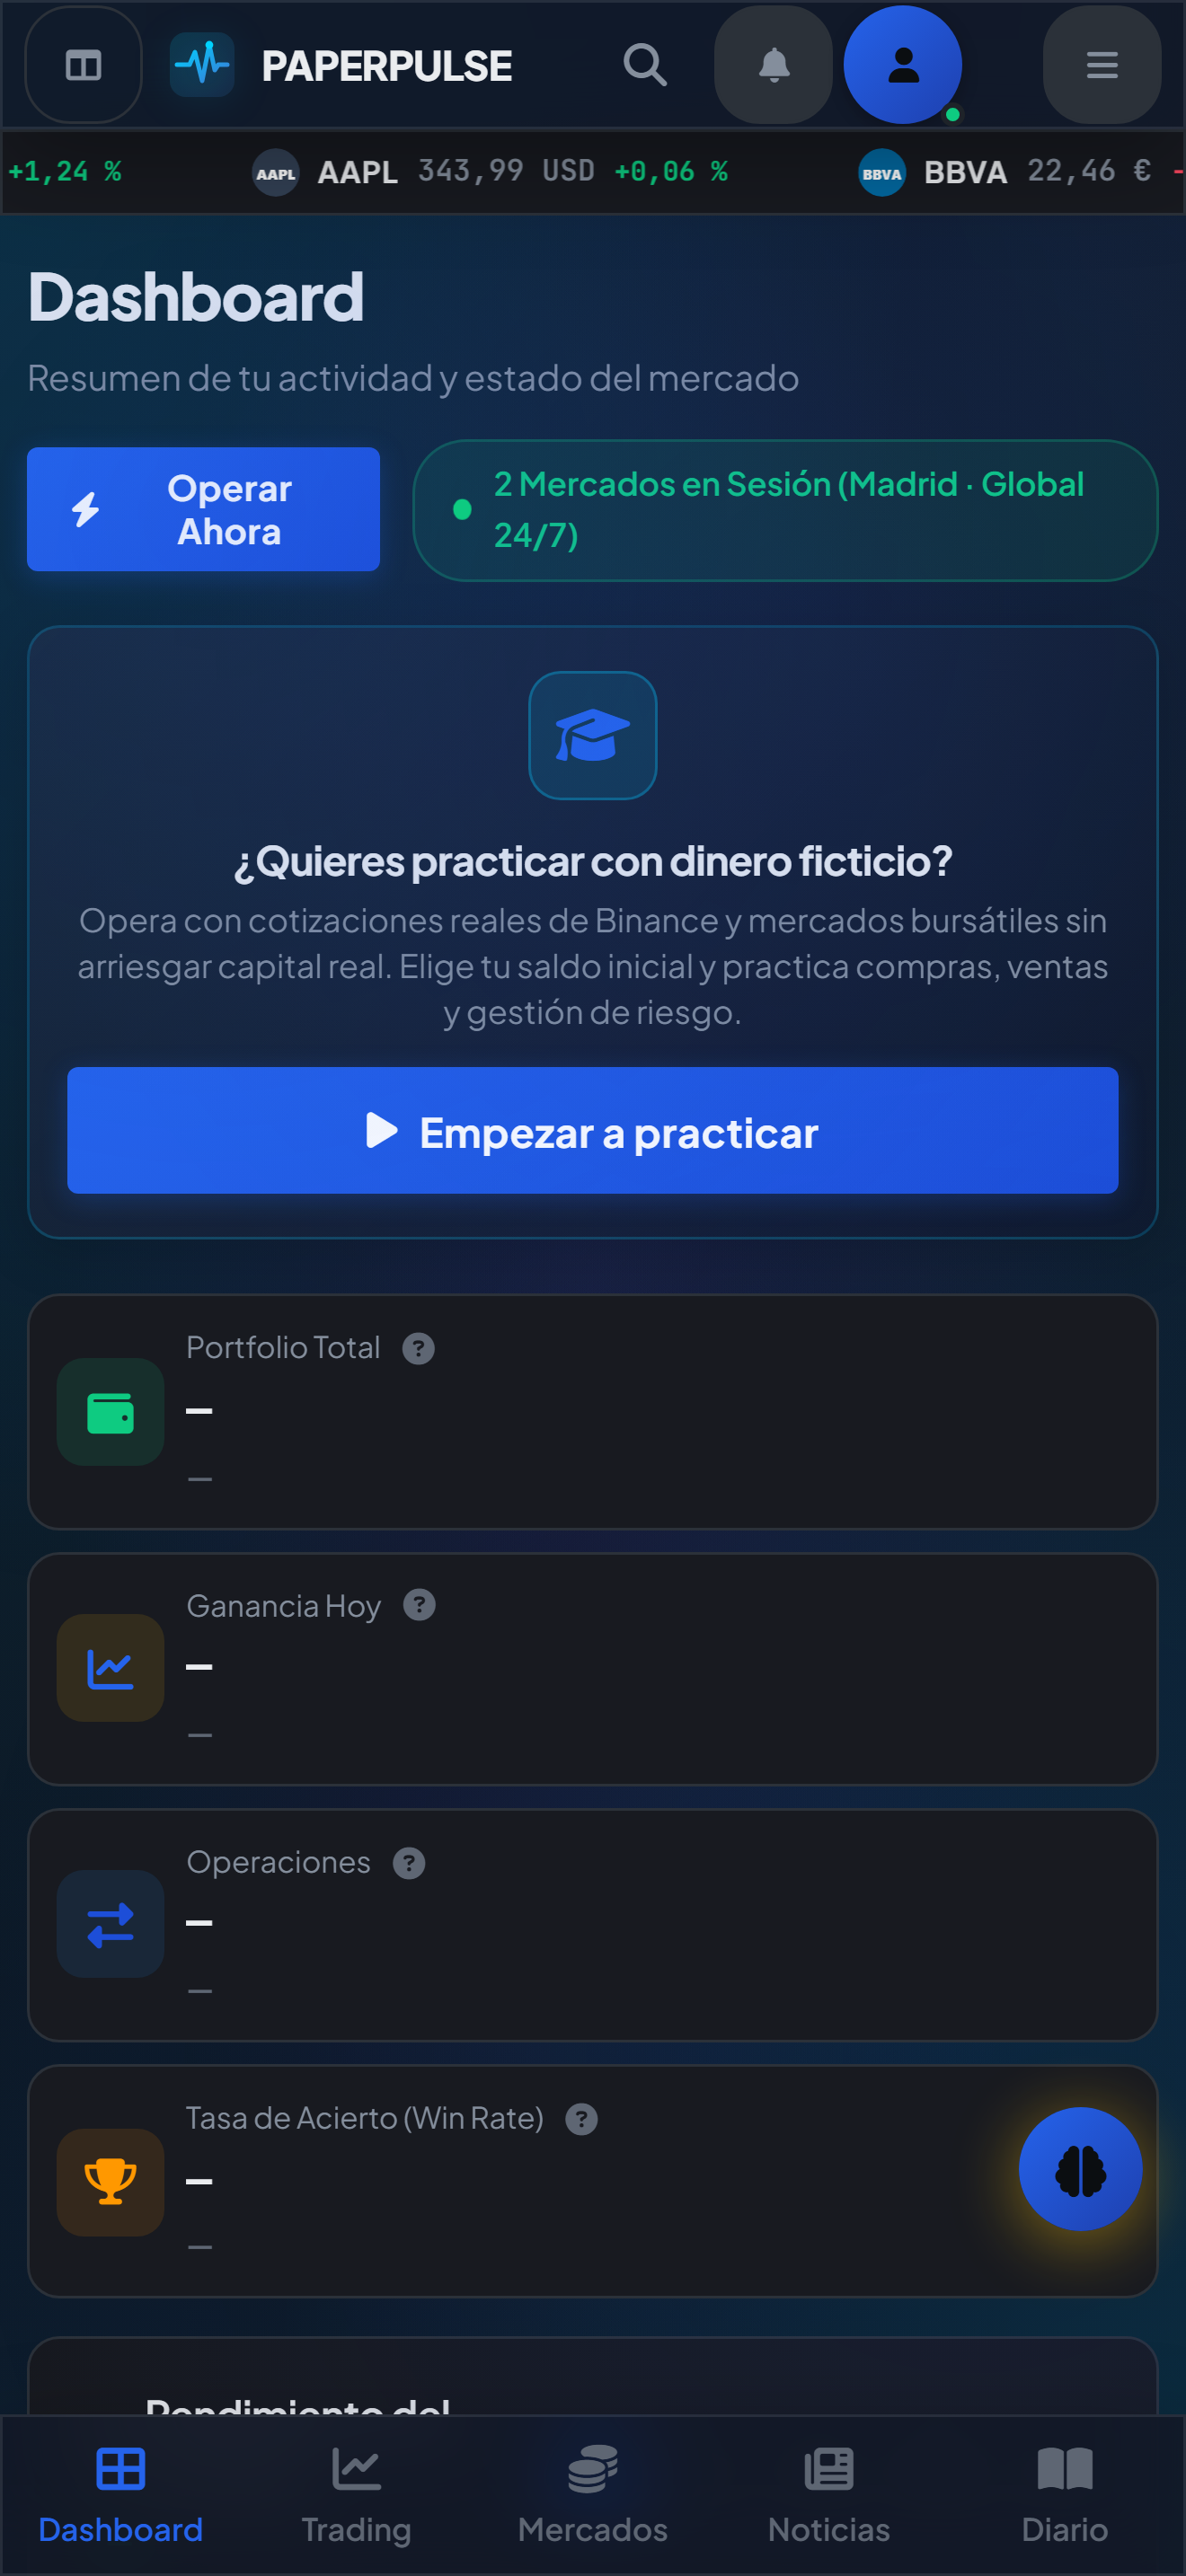 PAPERPULSE
+1,24 % AAPL AAPL 343,99 USD +0,06 % BBVA BBVA 22,46 € -
Dashboard
Resumen de tu actividad y estado del mercado
Operar
Ahora
2 Mercados en Sesión (Madrid · Global
24/7)
¿Quieres practicar con dinero ficticio?
Opera con cotizaciones reales de Binance y mercados bursátiles sin
arriesgar capital real. Elige tu saldo inicial y practica compras, ventas
y gestión de riesgo.
Empezar a practicar
Portfolio Total ?
—
—
Ganancia Hoy ?
—
—
Operaciones ?
—
—
Tasa de Acierto (Win Rate) ?
—
—
Rendimiento del
Dashboard Trading Mercados Noticias Diario